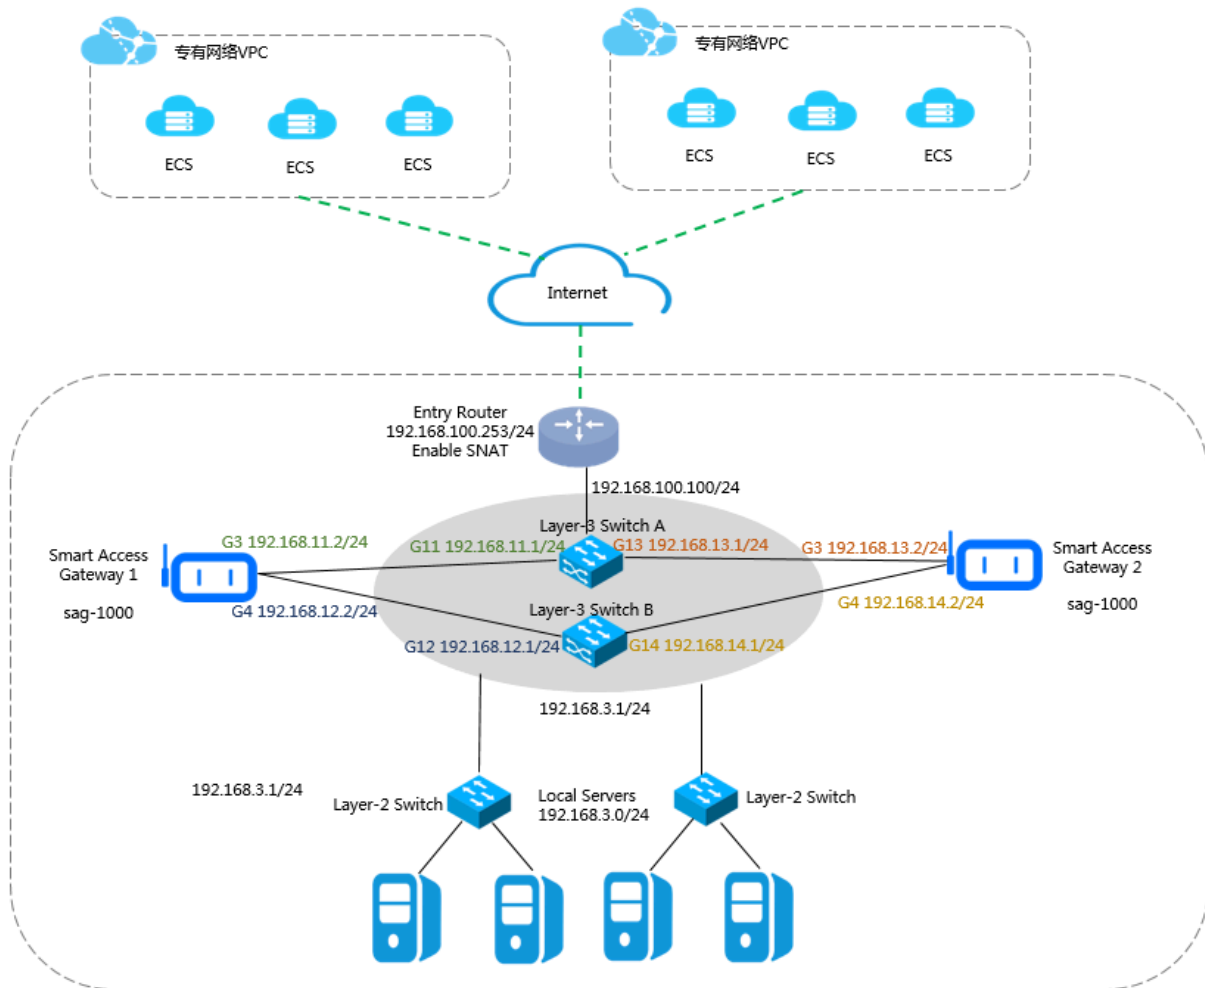 专有网络VPC
专有网络VPC
ECS
ECS
ECS
ECS
ECS
ECS
Internet
Entry Router
192.168.100.253/24
Enable SNAT
192.168.100.100/24
Layer-3 Switch A
Smart Access
Gateway 1
sag-1000
G3 192.168.11.2/24
G11 192.168.11.1/24
G13 192.168.13.1/24
G3 192.168.13.2/24
Smart Access
Gateway 2
sag-1000
G4 192.168.12.2/24
Layer-3 Switch B
G4 192.168.14.2/24
G12 192.168.12.1/24
G14 192.168.14.1/24
192.168.3.1/24
192.168.3.1/24
Layer-2 Switch
Local Servers
192.168.3.0/24
Layer-2 Switch